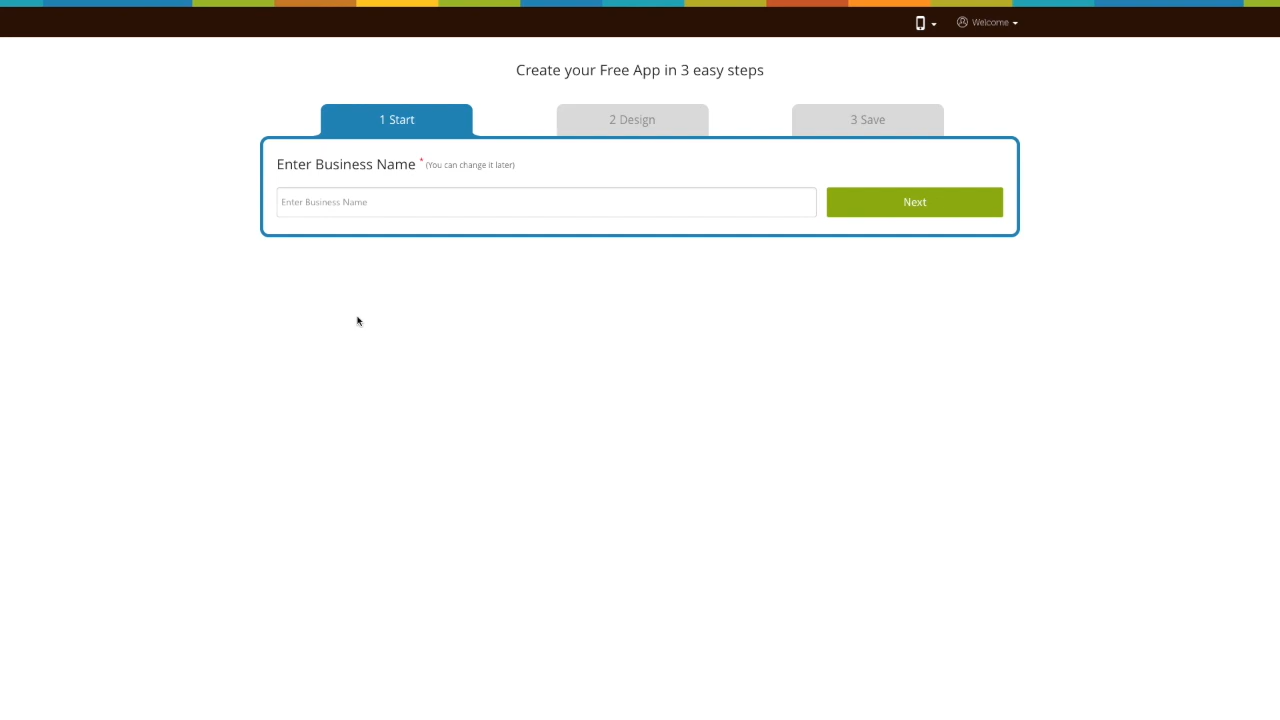 Welcome
Create your Free App in 3 easy steps
1 Start
2 Design
3 Save
Enter Business Name * (You can change it later)
Enter Business Name
Next